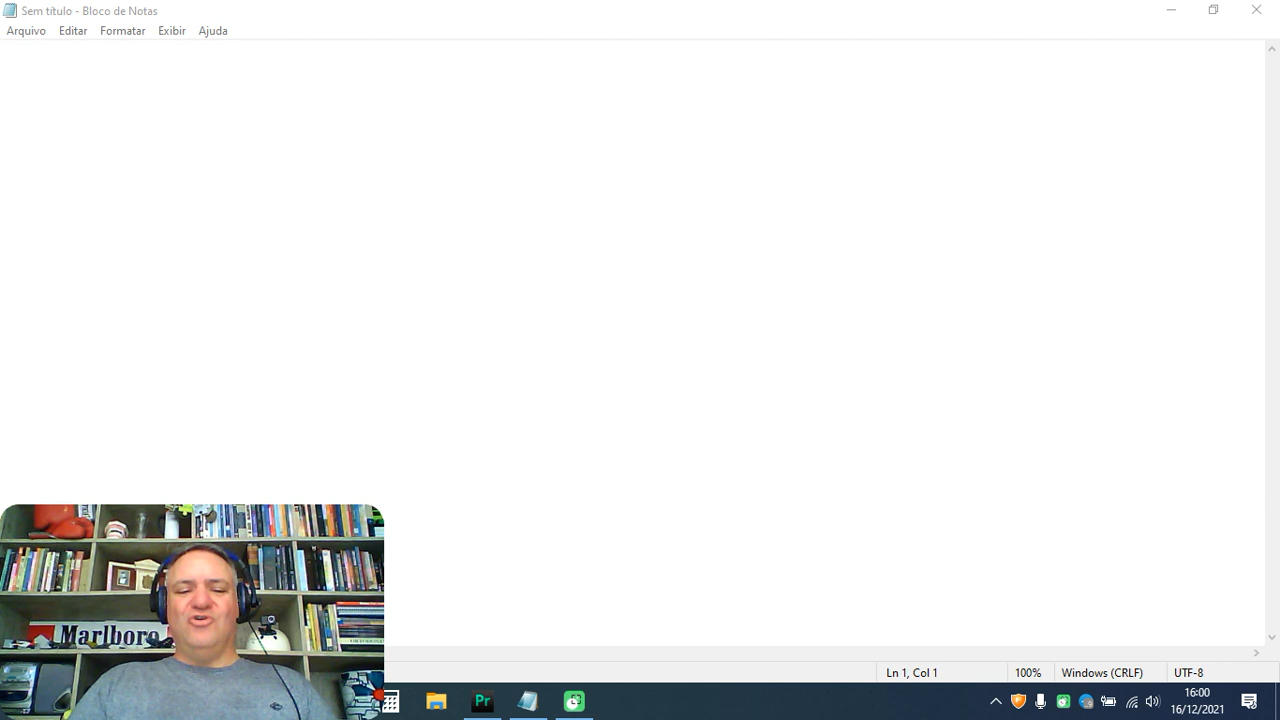 Sem título - Bloco de Notas
Arquivo Editar Formatar Exibir Ajuda
Marlboro
Ln 1, Col 1 100% Windows (CRLF) UTF-8
Pr
16:00
16/12/2021